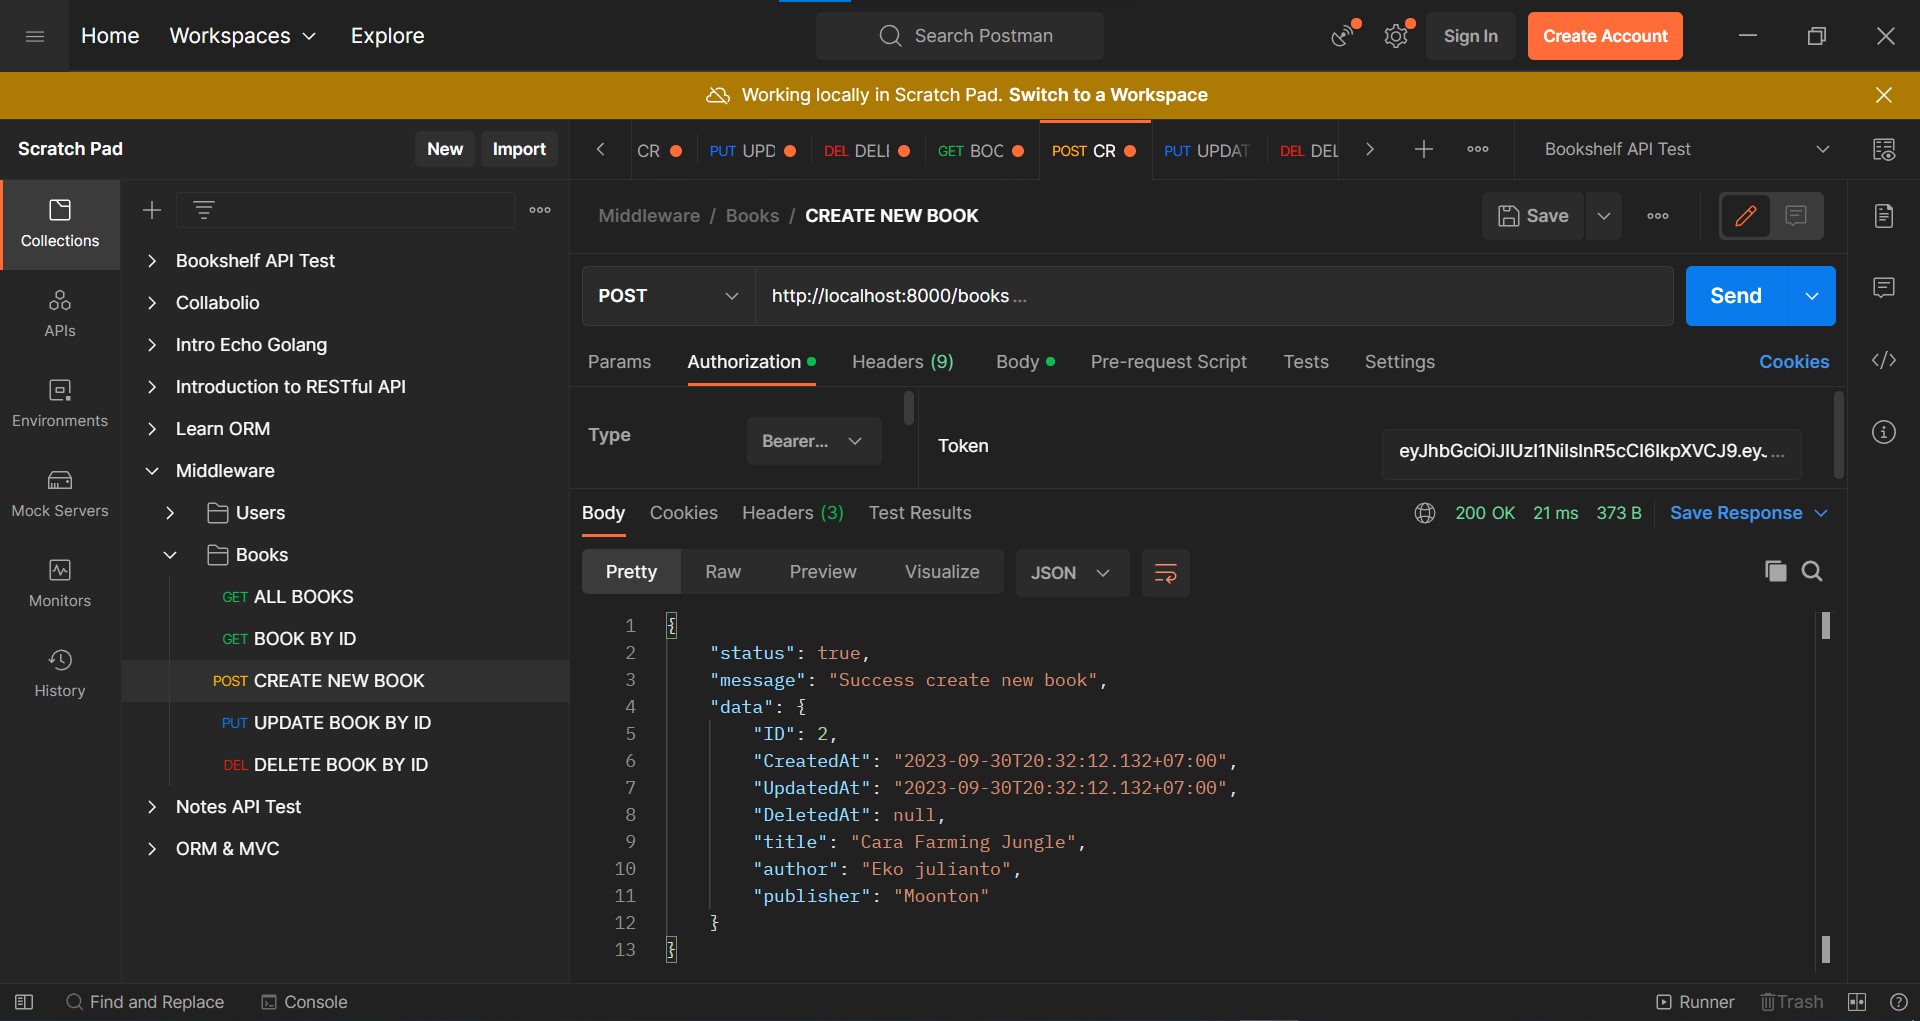 Home Workspaces Explore Search Postman Sign In Create Account
Working locally in Scratch Pad. Switch to a Workspace
Scratch Pad New Import CR PUT UPD DEL DELI GET BOC POST CR PUT UPDAT DEL DEL Bookshelf API Test
Collections
APIs
Environments
Mock Servers
Monitors
History
Bookshelf API Test
Collabolio
Intro Echo Golang
Introduction to RESTful API
Learn ORM
Middleware
Users
Books
GET ALL BOOKS
GET BOOK BY ID
POST CREATE NEW BOOK
PUT UPDATE BOOK BY ID
DEL DELETE BOOK BY ID
Notes API Test
ORM & MVC
Middleware / Books / CREATE NEW BOOK Save
POST http://localhost:8000/books ... Send
Params Authorization Headers (9) Body Pre-request Script Tests Settings Cookies
Type Bearer... Token eyJhbGciOiJIUzI1NiIsInR5cCI6IkpXVCJ9.ey. ...
Body Cookies Headers (3) Test Results 200 OK 21 ms 373 B Save Response
Pretty Raw Preview Visualize JSON
1 {
2 "status": true,
3 "message": "Success create new book",
4 "data": {
5 "ID": 2,
6 "CreatedAt": "2023-09-30T20:32:12.132+07:00",
7 "UpdatedAt": "2023-09-30T20:32:12.132+07:00",
8 "DeletedAt": null,
9 "title": "Cara Farming Jungle",
10 "author": "Eko julianto",
11 "publisher": "Moonton"
12 }
13 }
Find and Replace Console Runner Trash